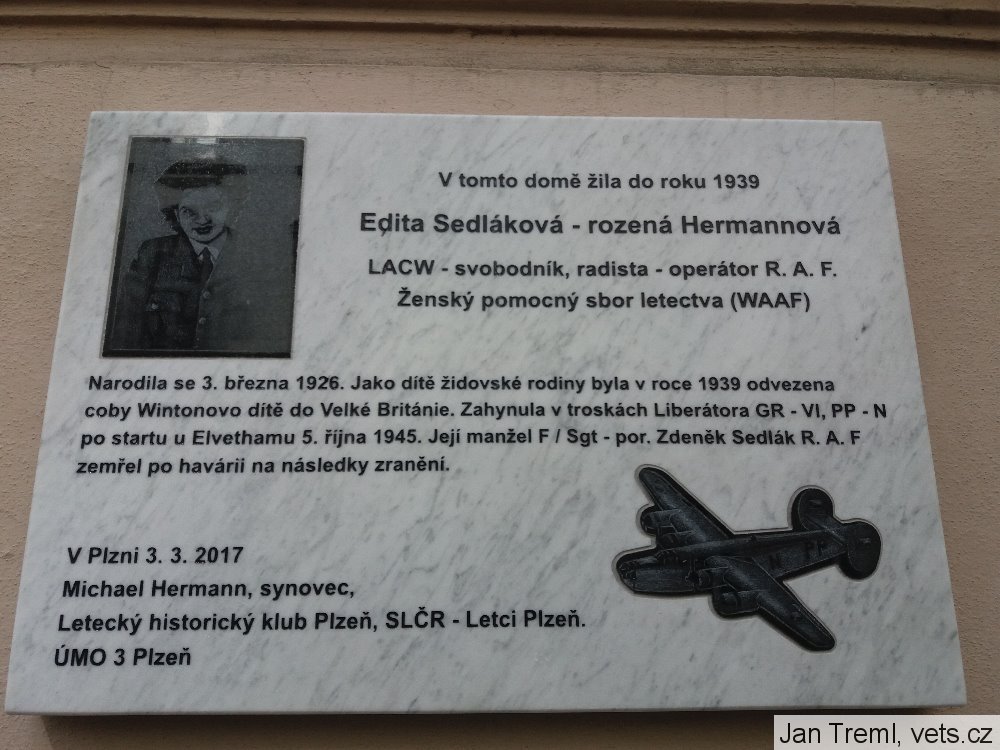 V tomto domě žila do roku 1939
Edita Sedláková - rozená Hermannová
LACW - svobodník, radista - operátor R. A. F.
Ženský pomocný sbor letectva (WAAF)
Narodila se 3. března 1926. Jako dítě židovské rodiny byla v roce 1939 odvezena
coby Wintonovo dítě do Velké Británie. Zahynula v troskách Liberátora GR - VI, PP - N
po startu u Elvethamu 5. října 1945. Její manžel F / Sgt - por. Zdeněk Sedlák R. A. F
zemřel po havárii na následky zranění.
V Plzni 3. 3. 2017
Michael Hermann, synovec,
Letecký historický klub Plzeň, SLČR - Letci Plzeň.
ÚMO 3 Plzeň
N PP
Jan Treml, vets.cz